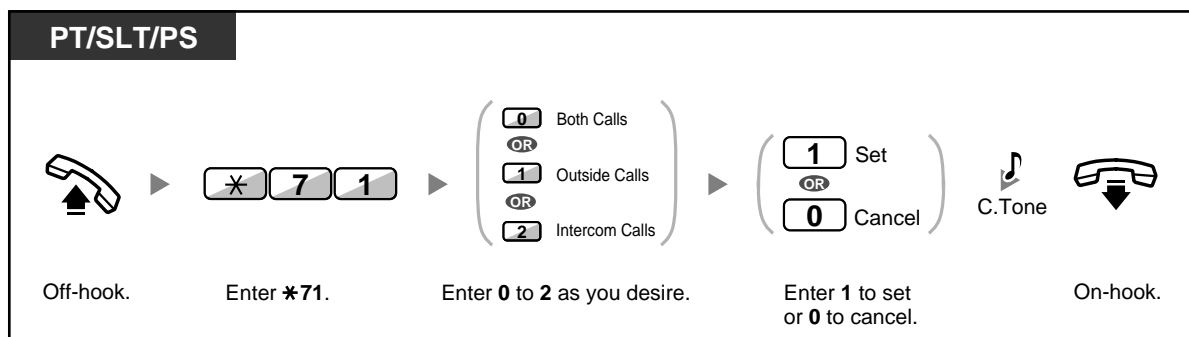 PT/SLT/PS
0 Both Calls
OR
1 Outside Calls
OR
2 Intercom Calls
* 7 1
1 Set
OR
0 Cancel
C.Tone
Off-hook.
Enter *71.
Enter 0 to 2 as you desire.
Enter 1 to set
or 0 to cancel.
On-hook.